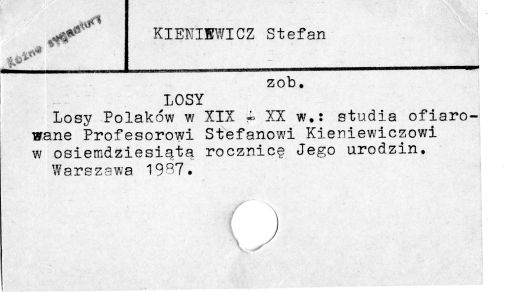 Różne sygnatury
KIENIEWICZ Stefan
zob.
LOSY
Losy Polaków w XIX ÷ XX w.: studia ofiaro-
wane Profesorowi Stefanowi Kieniewiczowi
w osiemdziesiątą rocznicę Jego urodzin.
Warszawa 1987.